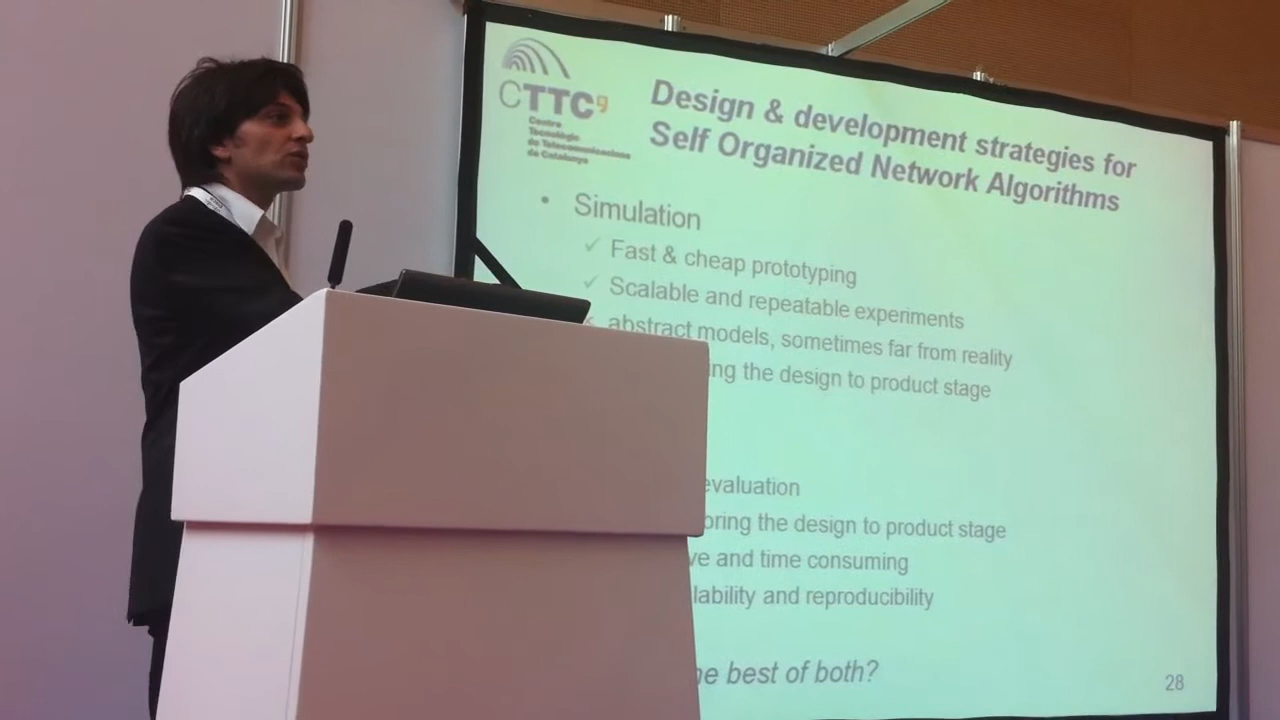 CTTC
Centre
Tecnològic
de Telecomunicacions
de Catalunya
Design & development strategies for
Self Organized Network Algorithms
• Simulation
✓ Fast & cheap prototyping
✓ Scalable and repeatable experiments
abstract models, sometimes far from reality
ing the design to product stage
evaluation
bring the design to product stage
ve and time consuming
lability and reproducibility
he best of both?
28